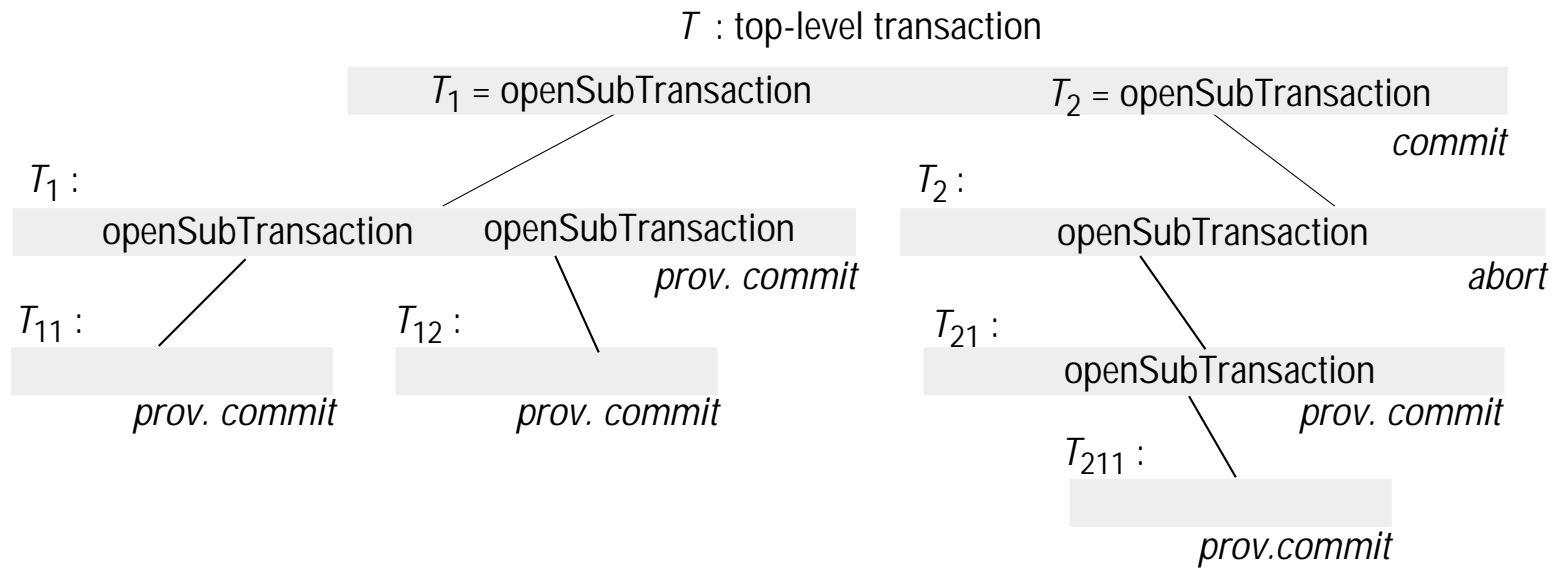 T : top-level transaction
T1 = openSubTransaction T2 = openSubTransaction
commit
T1 : T2 :
openSubTransaction openSubTransaction openSubTransaction
prov. commit abort
T11 : T12 : T21 :
openSubTransaction
prov. commit prov. commit prov. commit
T211 :
prov.commit